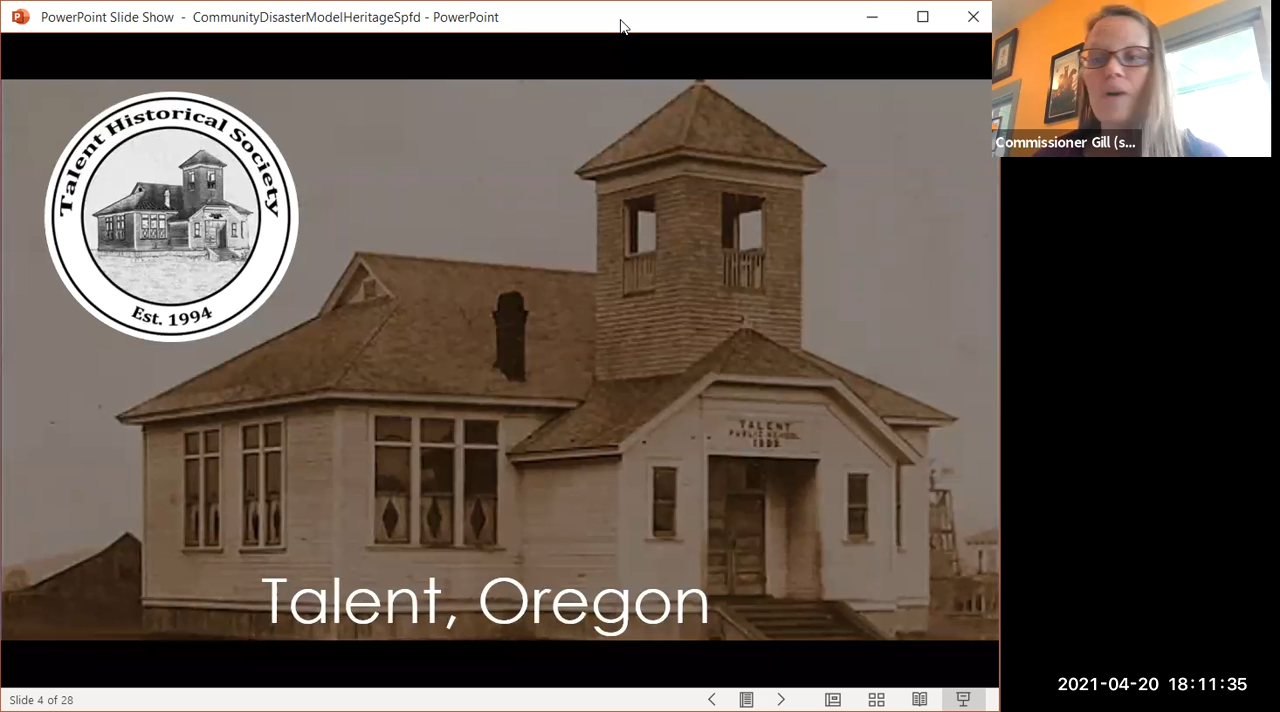 PowerPoint Slide Show - CommunityDisasterModelHeritageSpfd - PowerPoint
Commissioner Gill (s...
Talent Historical Society
Est. 1994
TALENT
PUBLIC SCHOOL
1899
Talent, Oregon
Slide 4 of 28
2021-04-20 18:11:35